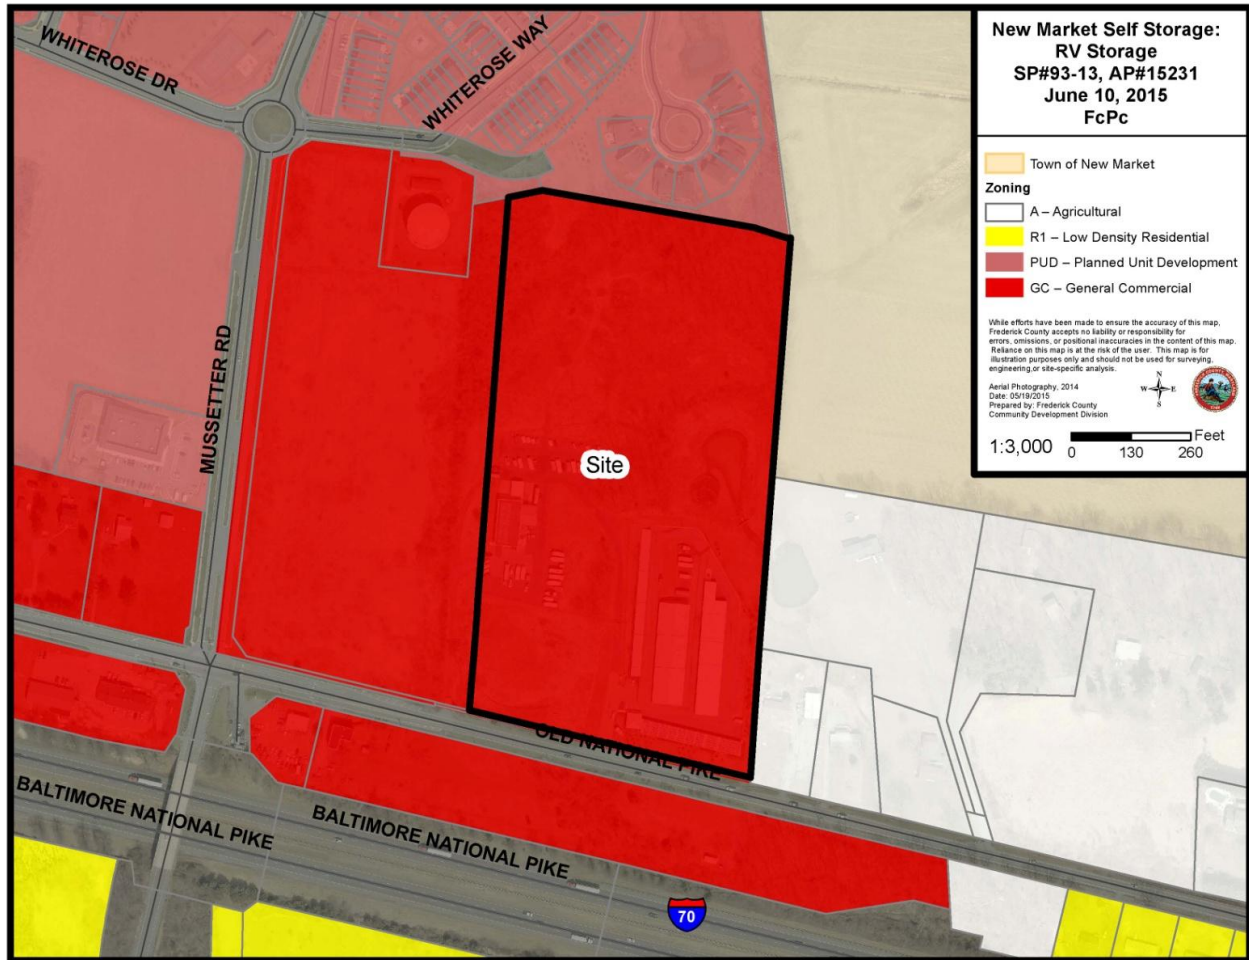 New Market Self Storage:
RV Storage
SP#93-13, AP#15231
June 10, 2015
FcPc
Town of New Market
Zoning
A – Agricultural
R1 – Low Density Residential
PUD – Planned Unit Development
GC – General Commercial
While efforts have been made to ensure the accuracy of this map,
Frederick County accepts no liability or responsibility for
errors, omissions, or positional inaccuracies in the content of this map.
Reliance on this map is at the risk of the user. This map is for
illustration purposes only and should not be used for surveying,
engineering,or site-specific analysis.
Aerial Photography, 2014
Date: 05/19/2015
Prepared by: Frederick County
Community Development Division
N
W E
S
1:3,000
Feet
0 130 260
WHITEROSE DR
WHITEROSE WAY
MUSSETTER RD
Site
OLD NATIONAL PIKE
BALTIMORE NATIONAL PIKE
BALTIMORE NATIONAL PIKE
70